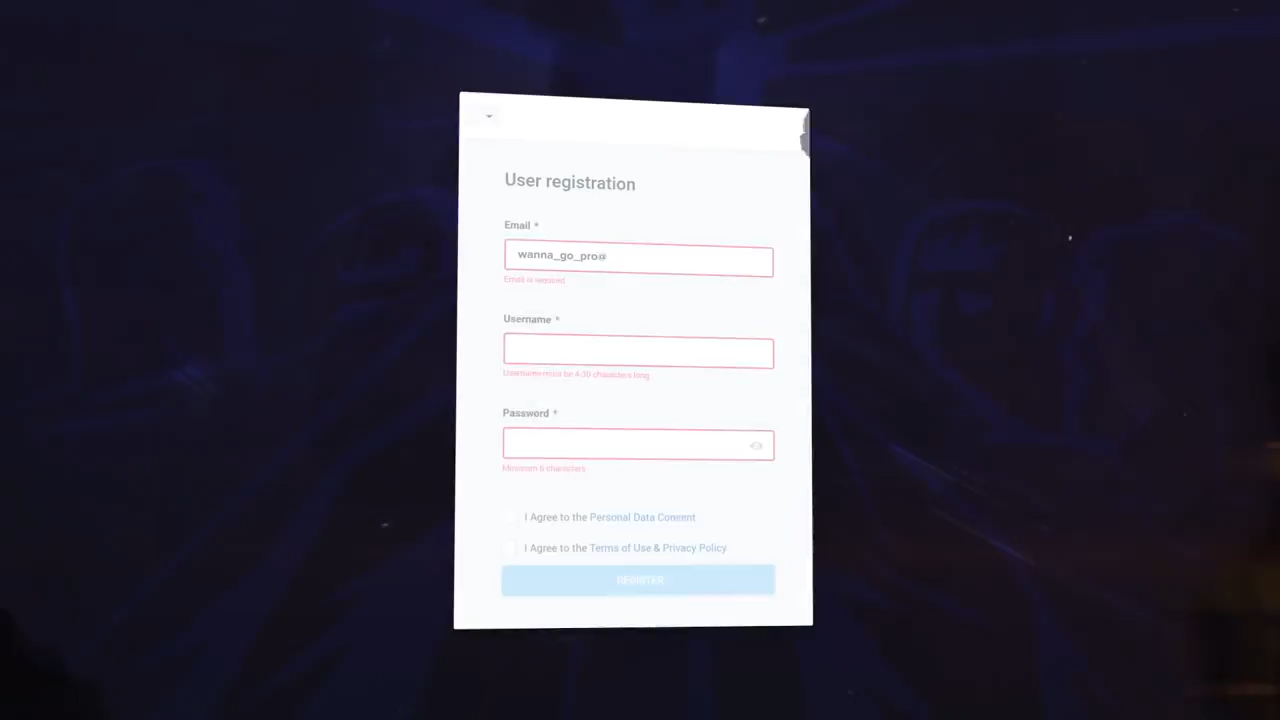 User registration
Email *
wanna_go_pro@
Email is required
Username *
Username must be 4-30 characters long
Password *
Minimum 6 characters
I Agree to the Personal Data Consent
I Agree to the Terms of Use & Privacy Policy
REGISTER